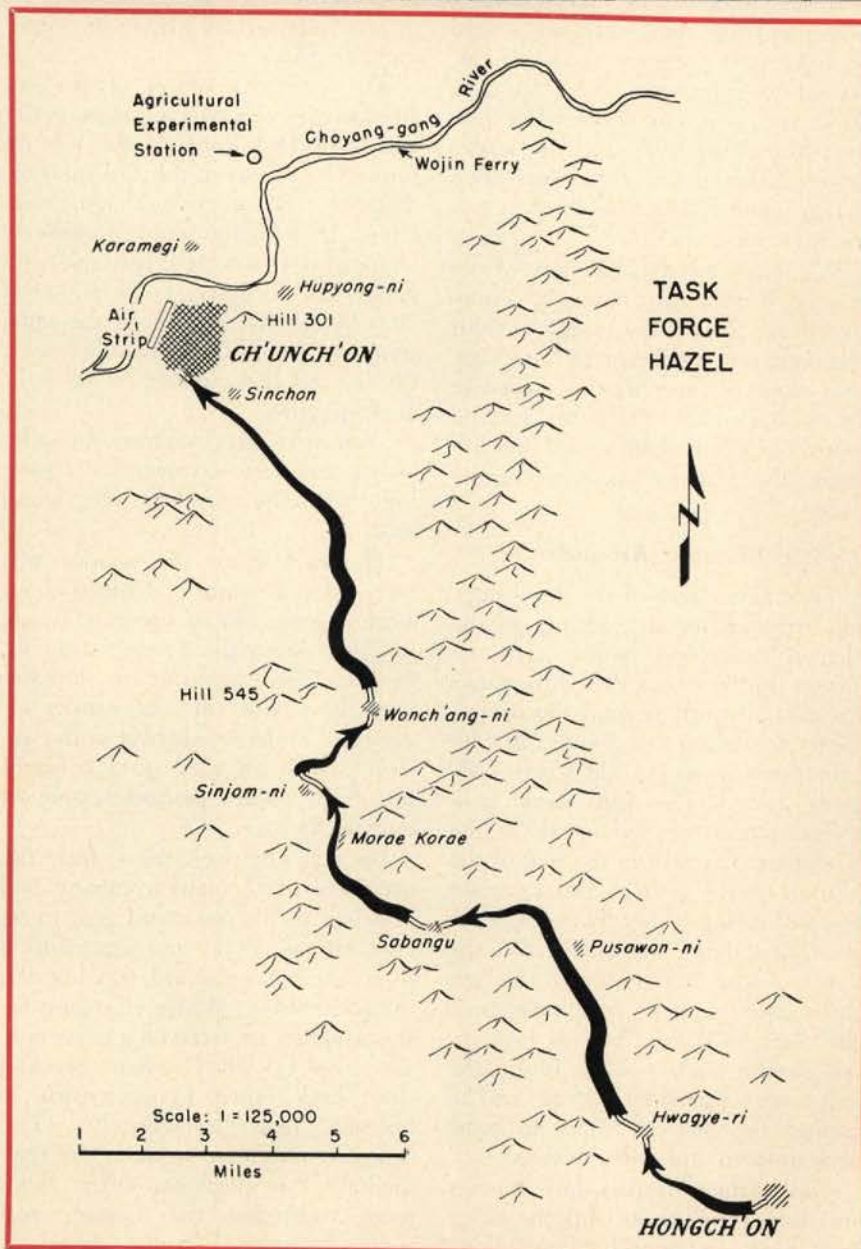 Agricultural
Experimental
Station
Choyang-gang River
Wojin Ferry
Karamegi
Hupyong-ni
Air
Strip
Hill 301
CH'UNCH'ON
TASK
FORCE
HAZEL
Sinchon
N
Hill 545
Wonch'ang-ni
Sinjom-ni
Morae Korae
Sabangu
Pusawon-ni
Scale: 1 = 125,000
1 2 3 4 5 6
Miles
Hwagye-ri
HONGCH'ON